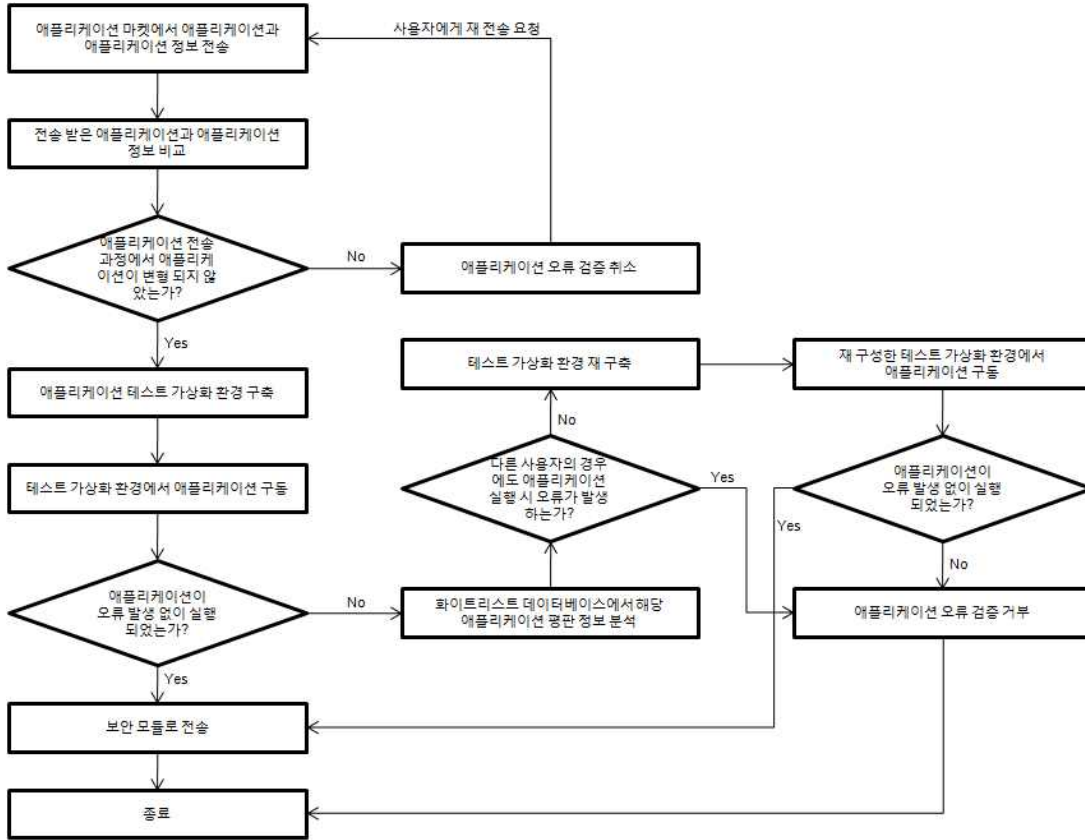 애플리케이션 마켓에서 애플리케이션과
애플리케이션 정보 전송
사용자에게 재 전송 요청
전송 받은 애플리케이션과 애플리케이션
정보 비교
애플리케이션 전송
과정에서 애플리케
이션이 변형 되지 않
았는가?
No
애플리케이션 오류 검증 취소
Yes
애플리케이션 테스트 가상화 환경 구축
테스트 가상화 환경에서 애플리케이션 구동
애플리케이션이
오류 발생 없이 실행
되었는가?
No
화이트리스트 데이터베이스에서 해당
애플리케이션 평판 정보 분석
다른 사용자의 경우
에도 애플리케이션
실행 시 오류가 발생
하는가?
Yes
No
테스트 가상화 환경 재 구축
재 구성한 테스트 가상화 환경에서
애플리케이션 구동
애플리케이션이
오류 발생 없이 실행
되었는가?
Yes
No
애플리케이션 오류 검증 거부
Yes
보안 모듈로 전송
종료